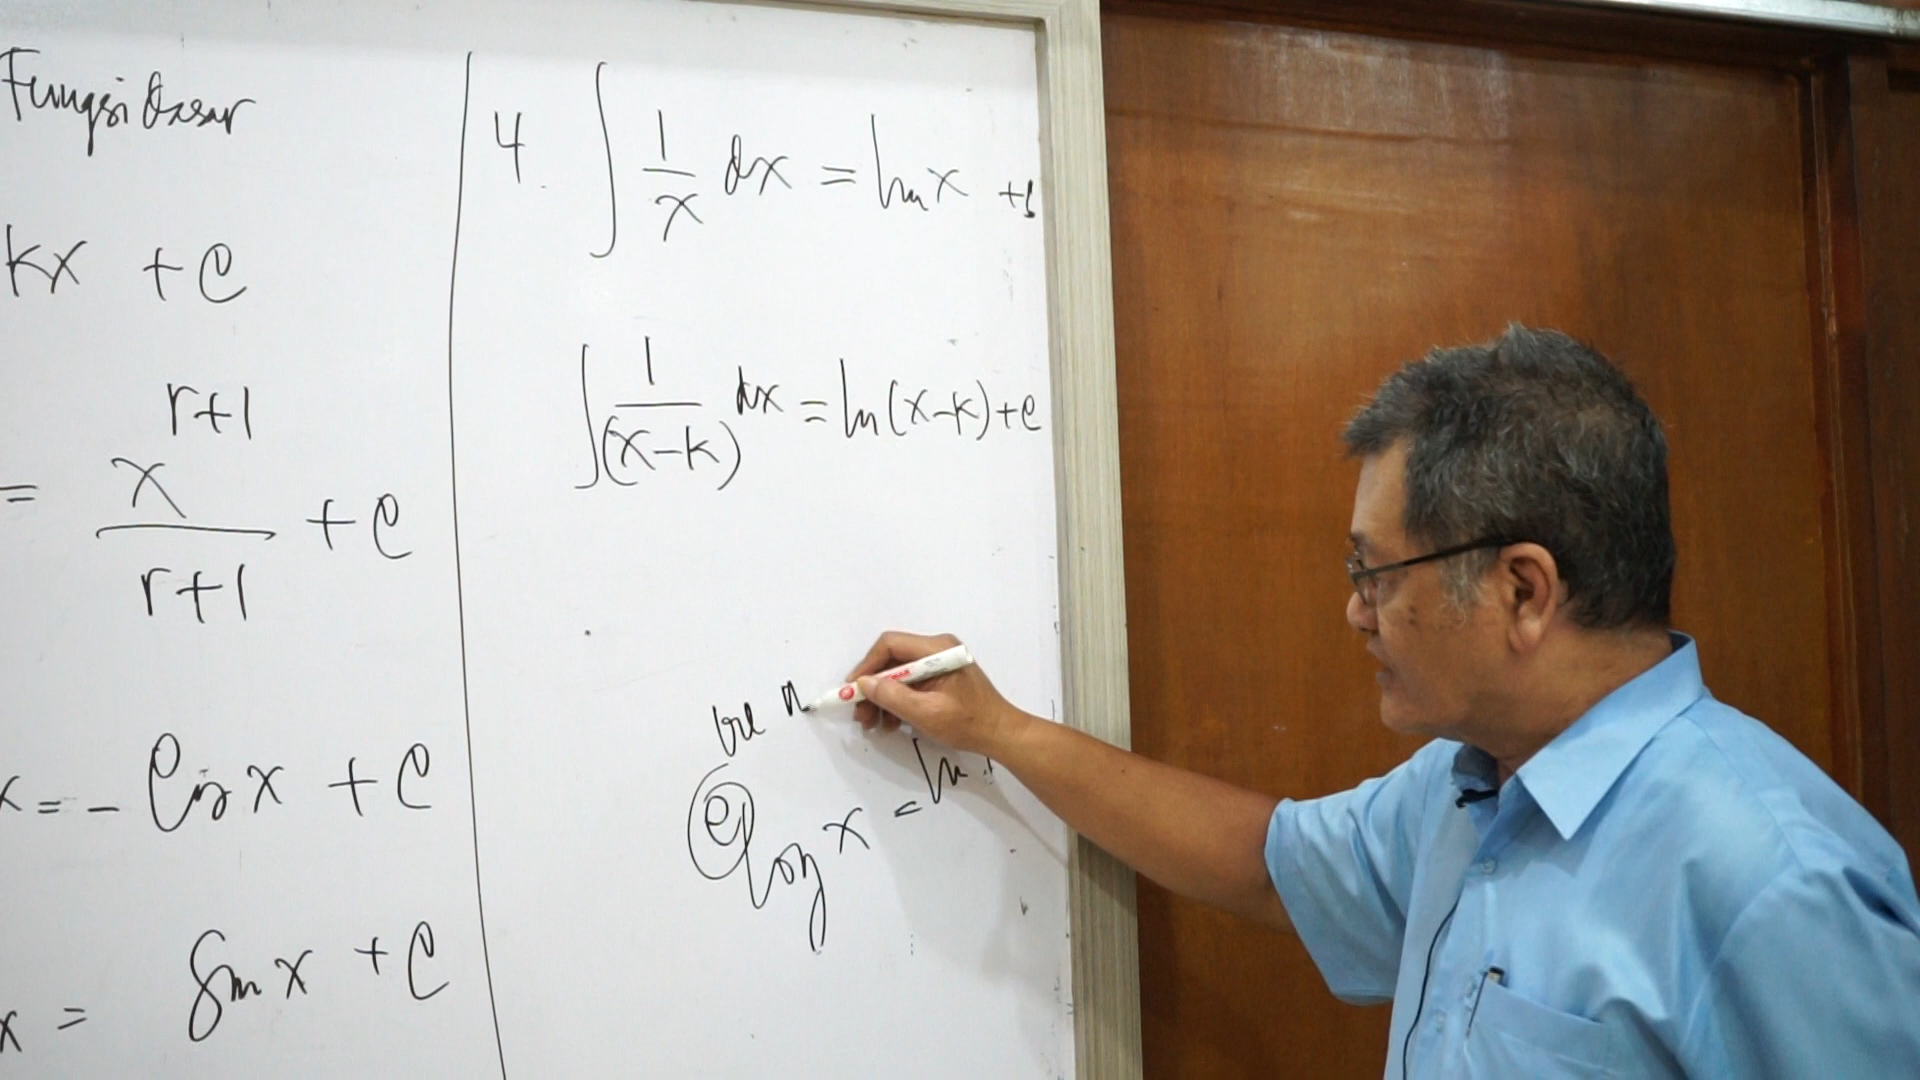 Fungsi dasar
kx + c
r+1
= x + c
r+1
x = - cos x + c
x = sin x + c
4. ∫ 1/x dx = ln x + c
∫ 1/(x-k) dx = ln(x-k) + c
e log x = ln